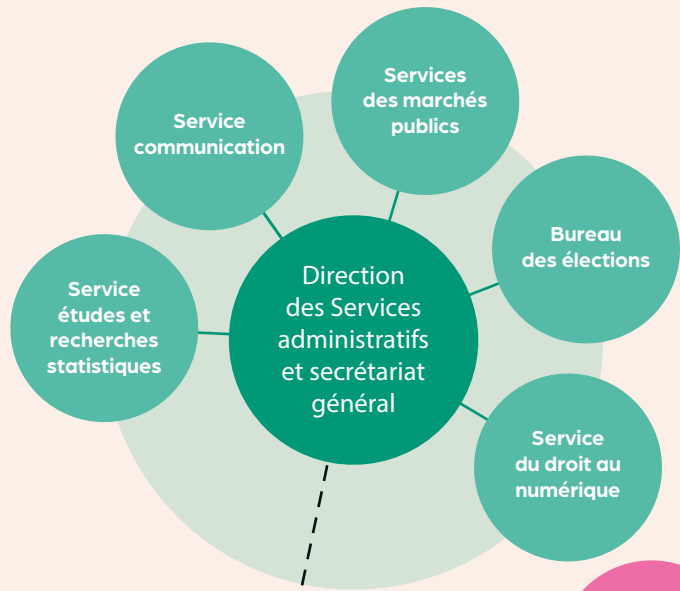 Services
des marchés
publics
Service
communication
Bureau
des élections
Service
études et
recherches
statistiques
Direction
des Services
administratifs
et secrétariat
général
Service
du droit au
numérique